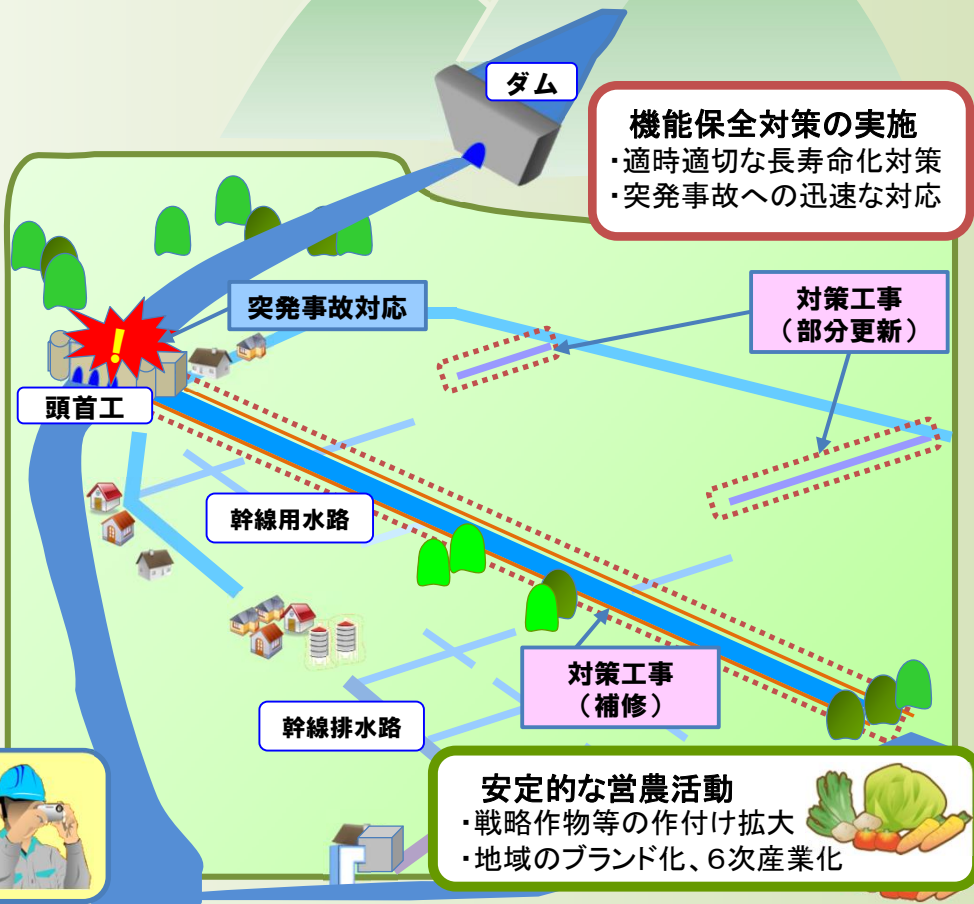 ダム
機能保全対策の実施
・適時適切な長寿命化対策
・突発事故への迅速な対応
突発事故対応
対策工事
（部分更新）
!
頭首工
幹線用水路
対策工事
（補修）
幹線排水路
安定的な営農活動
・戦略作物等の作付け拡大
・地域のブランド化、６次産業化